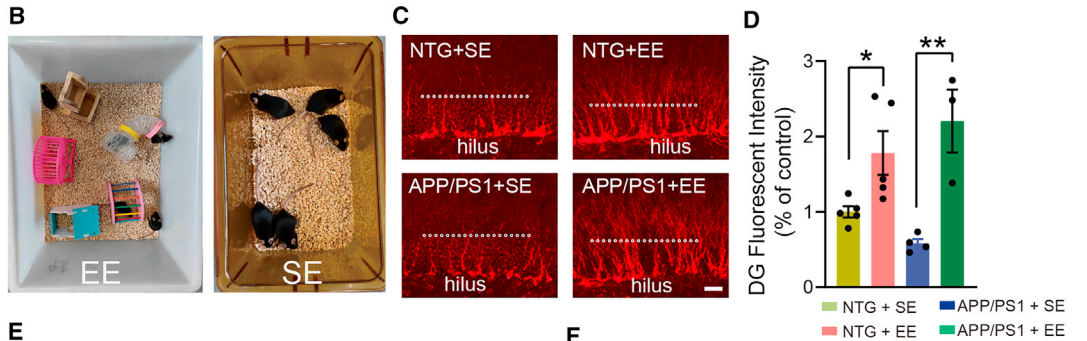 B
EE
SE
C
NTG+SE
hilus
NTG+EE
hilus
APP/PS1+SE
hilus
APP/PS1+EE
hilus
D
DG Fluorescent Intensity
(% of control)
3
2
1
0
*
**
NTG + SE
NTG + EE
APP/PS1 + SE
APP/PS1 + EE
E